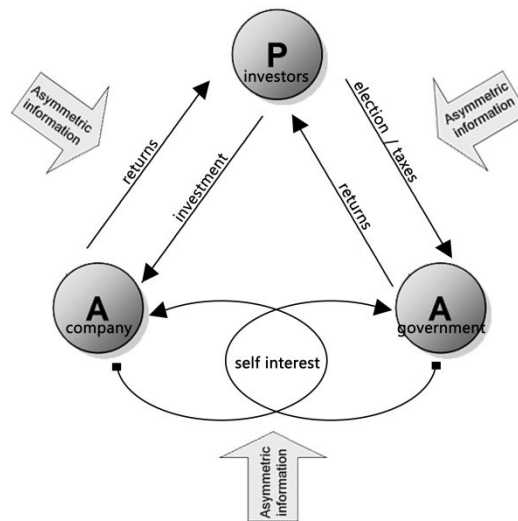 P
investors
Asymmetric
information
Asymmetric
information
returns
investment
returns
election / taxes
A
company
A
government
self interest
Asymmetric
information